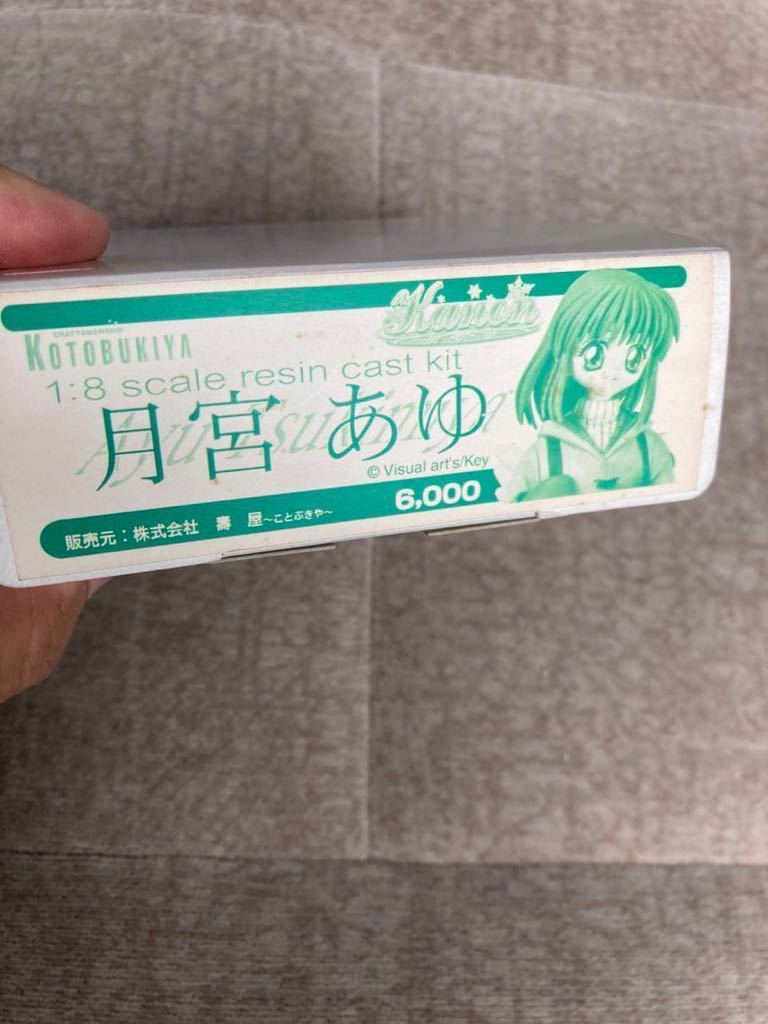 Kanon
CRAFTSMANSHIP
KOTOBUKIYA
1:8 scale resin cast kit
Ayu Tsukimiya
月宮 あゆ
© Visual art's/Key
6,000
販売元：株式会社 壽 屋～ことぶきや～